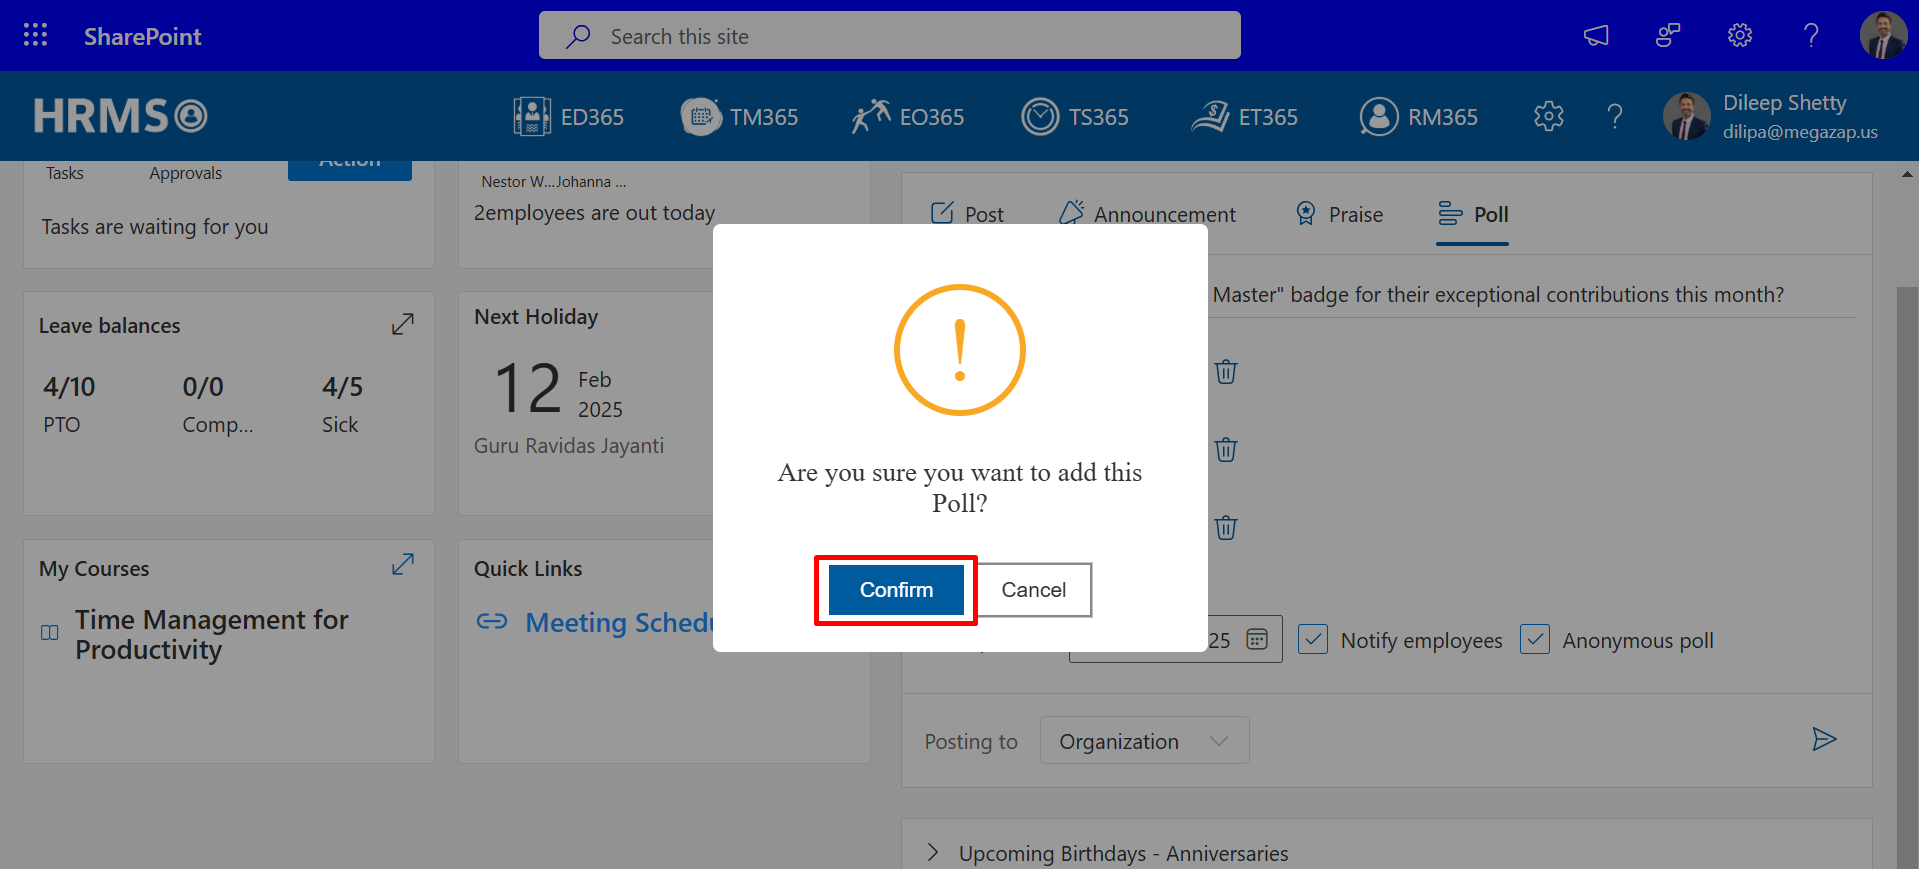 SharePoint
Search this site
HRMS
ED365
TM365
EO365
TS365
ET365
RM365
Dileep Shetty
dilipa@megazap.us
Tasks
Approvals
Action
Tasks are waiting for you
Nestor W...
Johanna ...
2employees are out today
Post
Announcement
Praise
Poll
Master" badge for their exceptional contributions this month?
Leave balances
4/10
0/0
4/5
PTO
Comp...
Sick
Next Holiday
12
Feb
2025
Guru Ravidas Jayanti
Are you sure you want to add this
Poll?
Confirm
Cancel
My Courses
Time Management for
Productivity
Quick Links
Meeting Schedu
25
Notify employees
Anonymous poll
Posting to
Organization
Upcoming Birthdays - Anniversaries